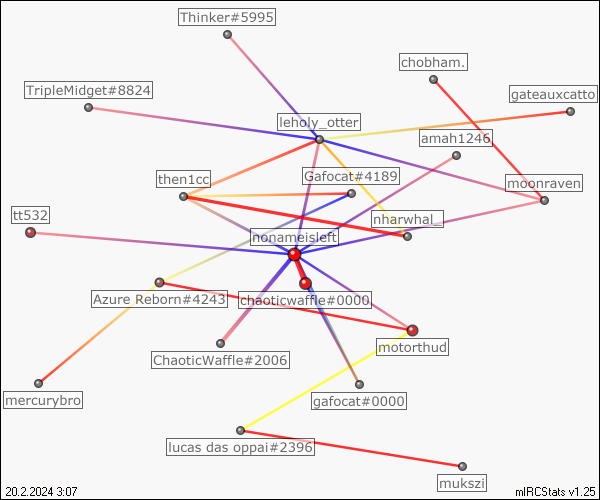 Thinker#5995
chobham.
TripleMidget#8824
gateauxcatto
leholy_otter
amah1246
Gafocat#4189
then1cc
moonraven
tt532
nharwhal_
nonameisleft
Azure Reborn#4243
chaoticwaffle#0000
motorthud
ChaoticWaffle#2006
mercurybro
gafocat#0000
lucas das oppai#2396
mukszi
20.2.2024 3:07
mIRCStats v1.25